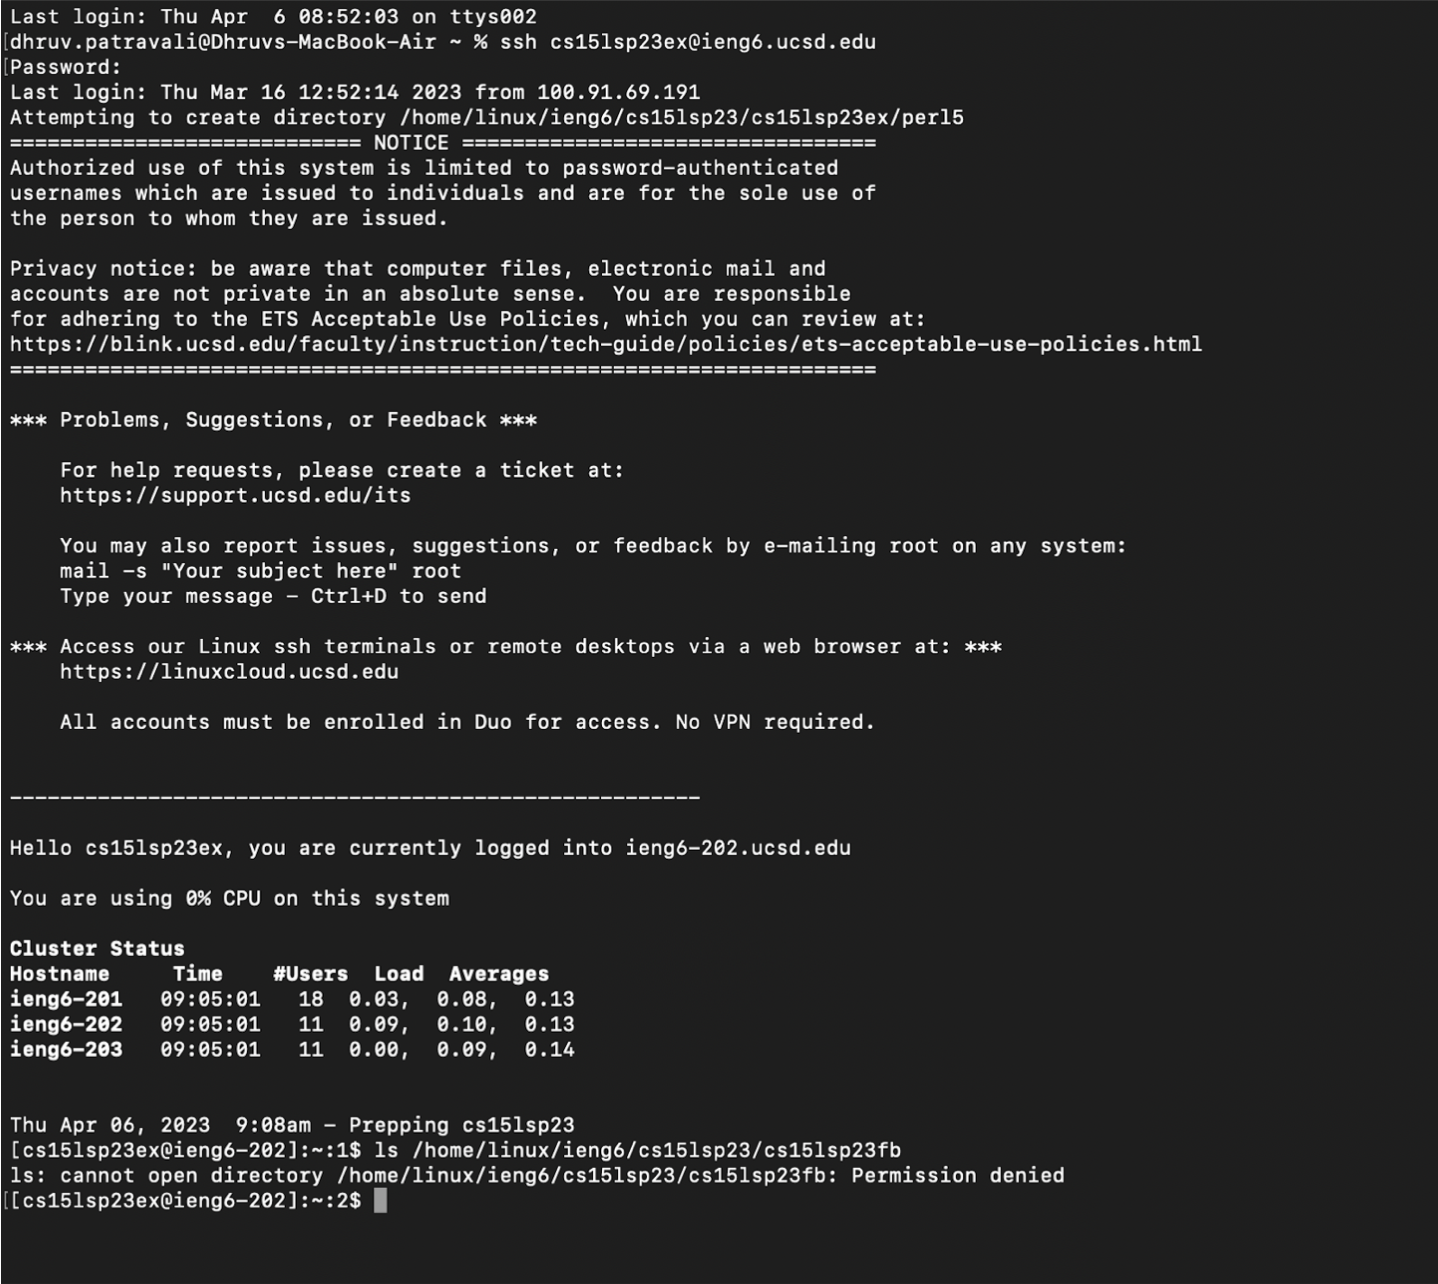 Last login: Thu Apr  6 08:52:03 on ttys002
[dhruv.patravali@Dhruvs-MacBook-Air ~ % ssh cs15lsp23ex@ieng6.ucsd.edu
[Password:
Last login: Thu Mar 16 12:52:14 2023 from 100.91.69.191
Attempting to create directory /home/linux/ieng6/cs15lsp23/cs15lsp23ex/perl5
============================ NOTICE =================================
Authorized use of this system is limited to password-authenticated
usernames which are issued to individuals and are for the sole use of
the person to whom they are issued.

Privacy notice: be aware that computer files, electronic mail and
accounts are not private in an absolute sense.  You are responsible
for adhering to the ETS Acceptable Use Policies, which you can review at:
https://blink.ucsd.edu/faculty/instruction/tech-guide/policies/ets-acceptable-use-policies.html
=====================================================================

*** Problems, Suggestions, or Feedback ***

    For help requests, please create a ticket at:
    https://support.ucsd.edu/its

    You may also report issues, suggestions, or feedback by e-mailing root on any system:
    mail -s "Your subject here" root
    Type your message - Ctrl+D to send

*** Access our Linux ssh terminals or remote desktops via a web browser at: ***
    https://linuxcloud.ucsd.edu

    All accounts must be enrolled in Duo for access. No VPN required.


-------------------------------------------------------

Hello cs15lsp23ex, you are currently logged into ieng6-202.ucsd.edu

You are using 0% CPU on this system

Cluster Status
Hostname     Time    #Users  Load  Averages
ieng6-201   09:05:01   18  0.03,  0.08,  0.13
ieng6-202   09:05:01   11  0.09,  0.10,  0.13
ieng6-203   09:05:01   11  0.00,  0.09,  0.14


Thu Apr 06, 2023  9:08am - Prepping cs15lsp23
[cs15lsp23ex@ieng6-202]:~:1$ ls /home/linux/ieng6/cs15lsp23/cs15lsp23fb
ls: cannot open directory /home/linux/ieng6/cs15lsp23/cs15lsp23fb: Permission denied
[[cs15lsp23ex@ieng6-202]:~:2$